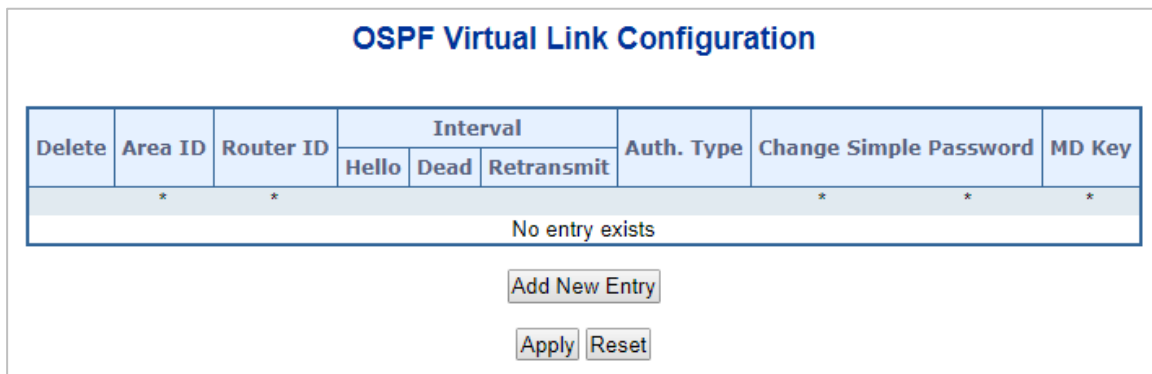 OSPF Virtual Link Configuration
Delete Area ID Router ID Interval Auth. Type Change Simple Password MD Key
Hello Dead Retransmit
* * * * *
No entry exists
Add New Entry
Apply Reset